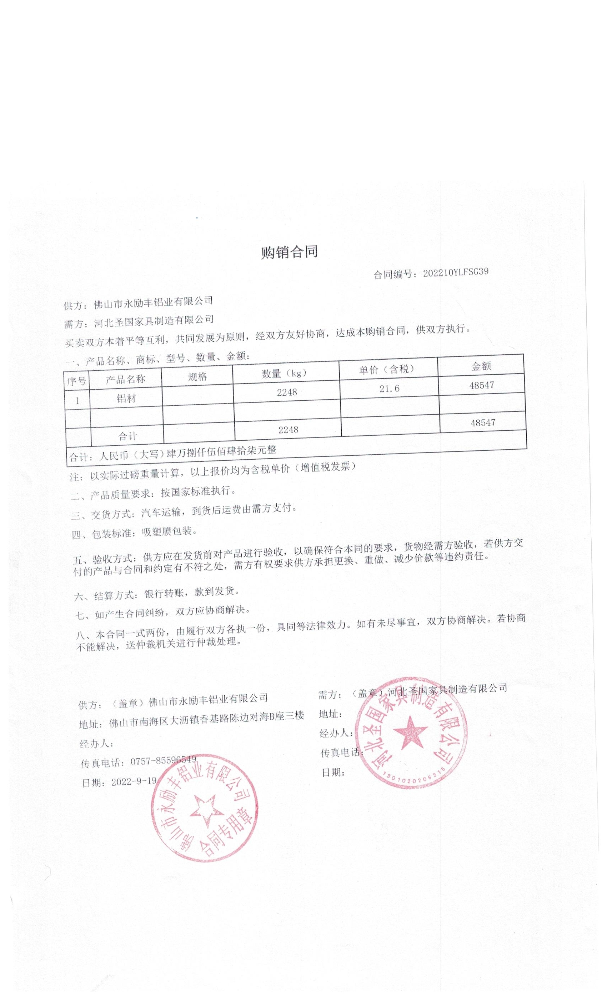 购销合同
合同编号：202210YLFSG39
供方：佛山市永励丰铝业有限公司
需方：河北圣国家具制造有限公司
买卖双方本着平等互利，共同发展为原则，经双方友好协商，达成本购销合同，供双方执行。
一、产品名称、商标、型号、数量、金额：
序号 产品名称 规格 数量（kg） 单价（含税） 金额
1 铝材 2248 21.6 48547
合计 2248 48547
合计：人民币（大写）肆万捌仟伍佰肆拾柒元整
注：以实际过磅重量计算，以上报价均为含税单价（增值税发票）
二、产品质量要求：按国家标准执行。
三、交货方式：汽车运输，到货后运费由需方支付。
四、包装标准：吸塑膜包装。
五、验收方式：供方应在发货前对产品进行验收，以确保符合本同的要求，货物经需方验收，若供方交
付的产品与合同和约定有不符之处，需方有权要求供方承担更换、重做、减少价款等违约责任。
六、结算方式：银行转账，款到发货。
七、如产生合同纠纷，双方应协商解决。
八、本合同一式两份，由履行双方各执一份，具同等法律效力。如有未尽事宜，双方协商解决。若协商
不能解决，送仲裁机关进行仲裁处理。
供方：（盖章）佛山市永励丰铝业有限公司
地址：佛山市南海区大沥镇香基路陈边对海B座三楼
经办人：
传真电话：0757-85596549
日期：2022-9-19
佛山市永励丰铝业有限公司
合同专用章
需方：（盖章）河北圣国家具制造有限公司
地址：
经办人：
传真电话：
日期：
河北圣国家具制造有限公司
1301020206315